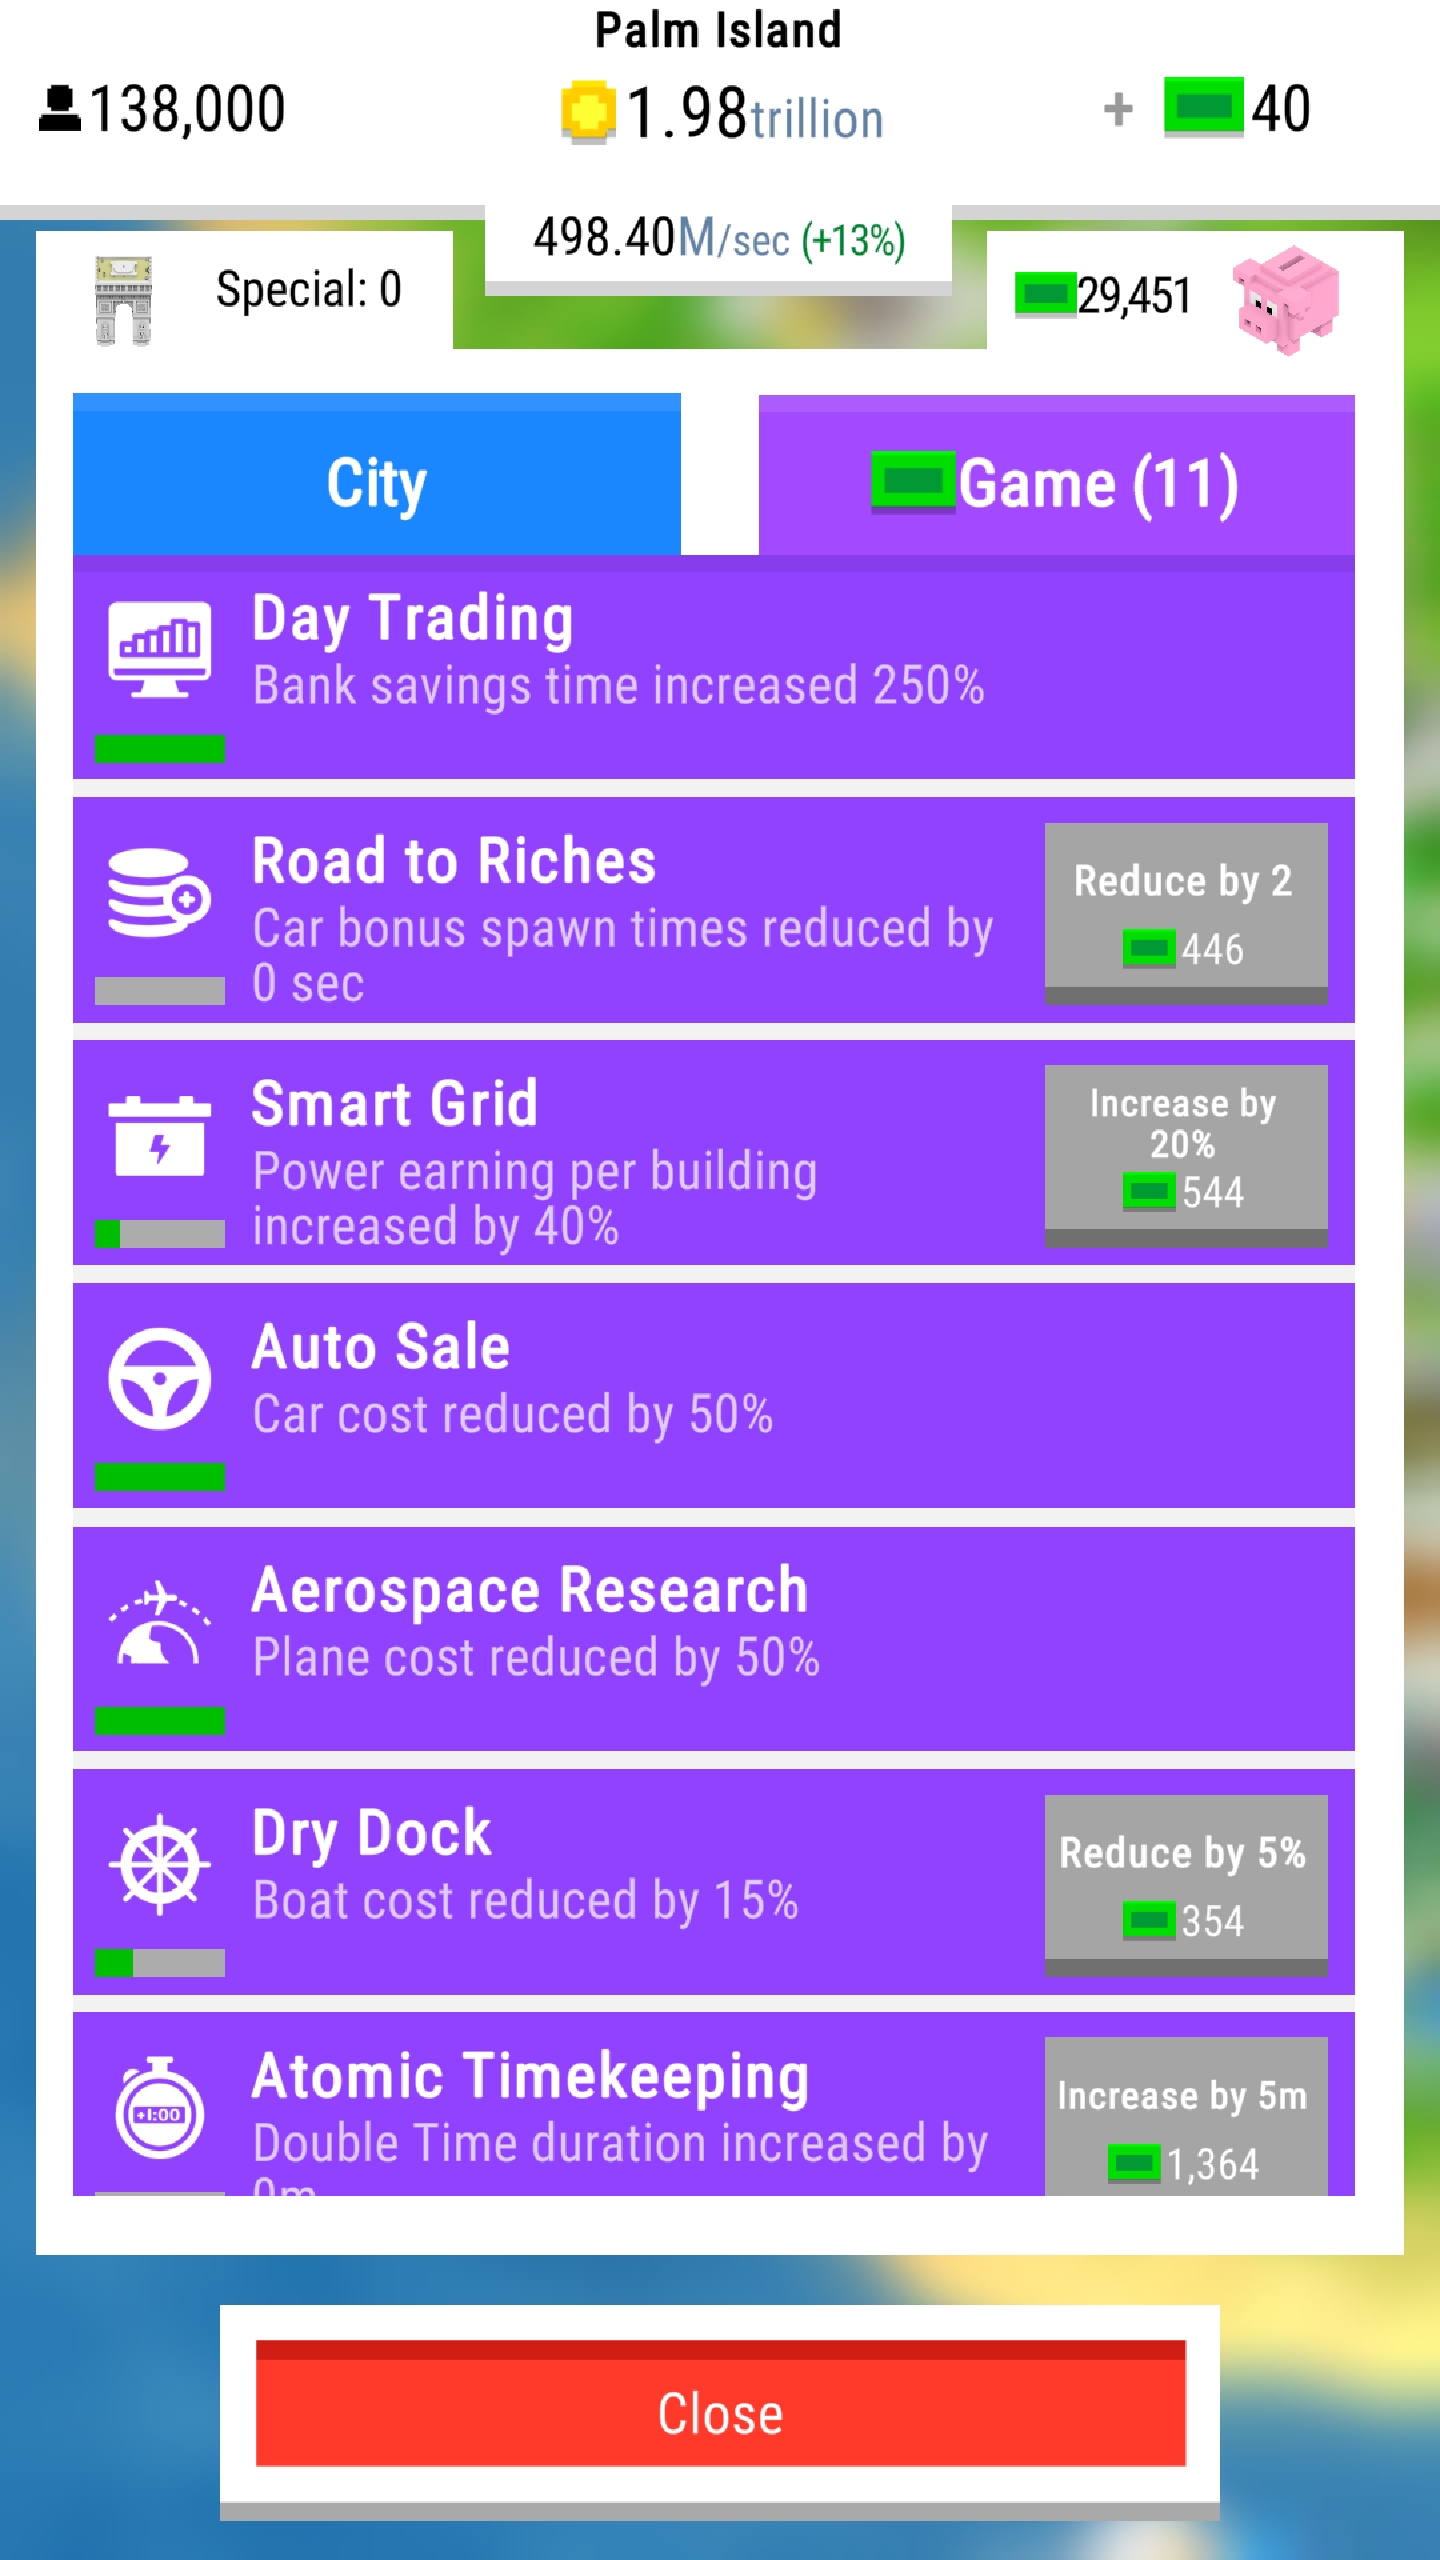 Palm Island
138,000
1.98trillion
+ 40
498.40M/sec (+13%)
Special: 0
29,451
City
Game (11)
Day Trading
Bank savings time increased 250%
Road to Riches
Car bonus spawn times reduced by
0 sec
Reduce by 2
446
Smart Grid
Power earning per building
increased by 40%
Increase by
20%
544
Auto Sale
Car cost reduced by 50%
Aerospace Research
Plane cost reduced by 50%
Dry Dock
Boat cost reduced by 15%
Reduce by 5%
354
+1:00
Atomic Timekeeping
Double Time duration increased by
0m
Increase by 5m
1,364
Close